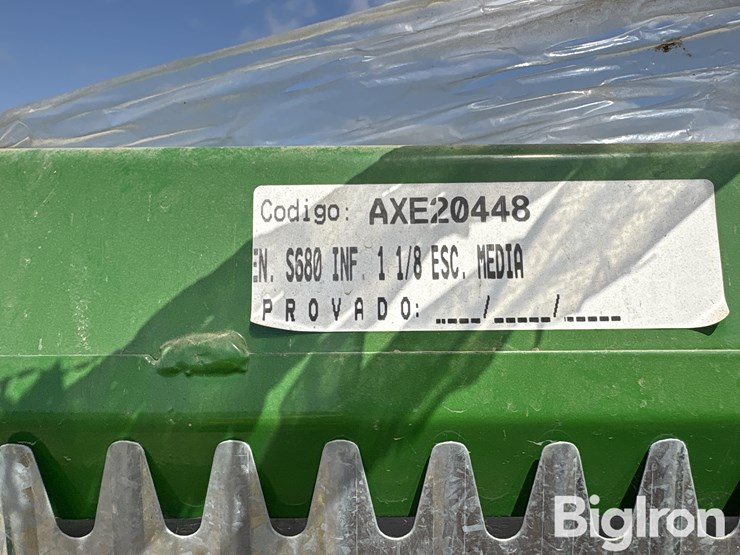 Codigo: AXE20448
EN. S680 INF. 1 1/8 ESC. MEDIA
PROVADO: ____/____/____
BigIron